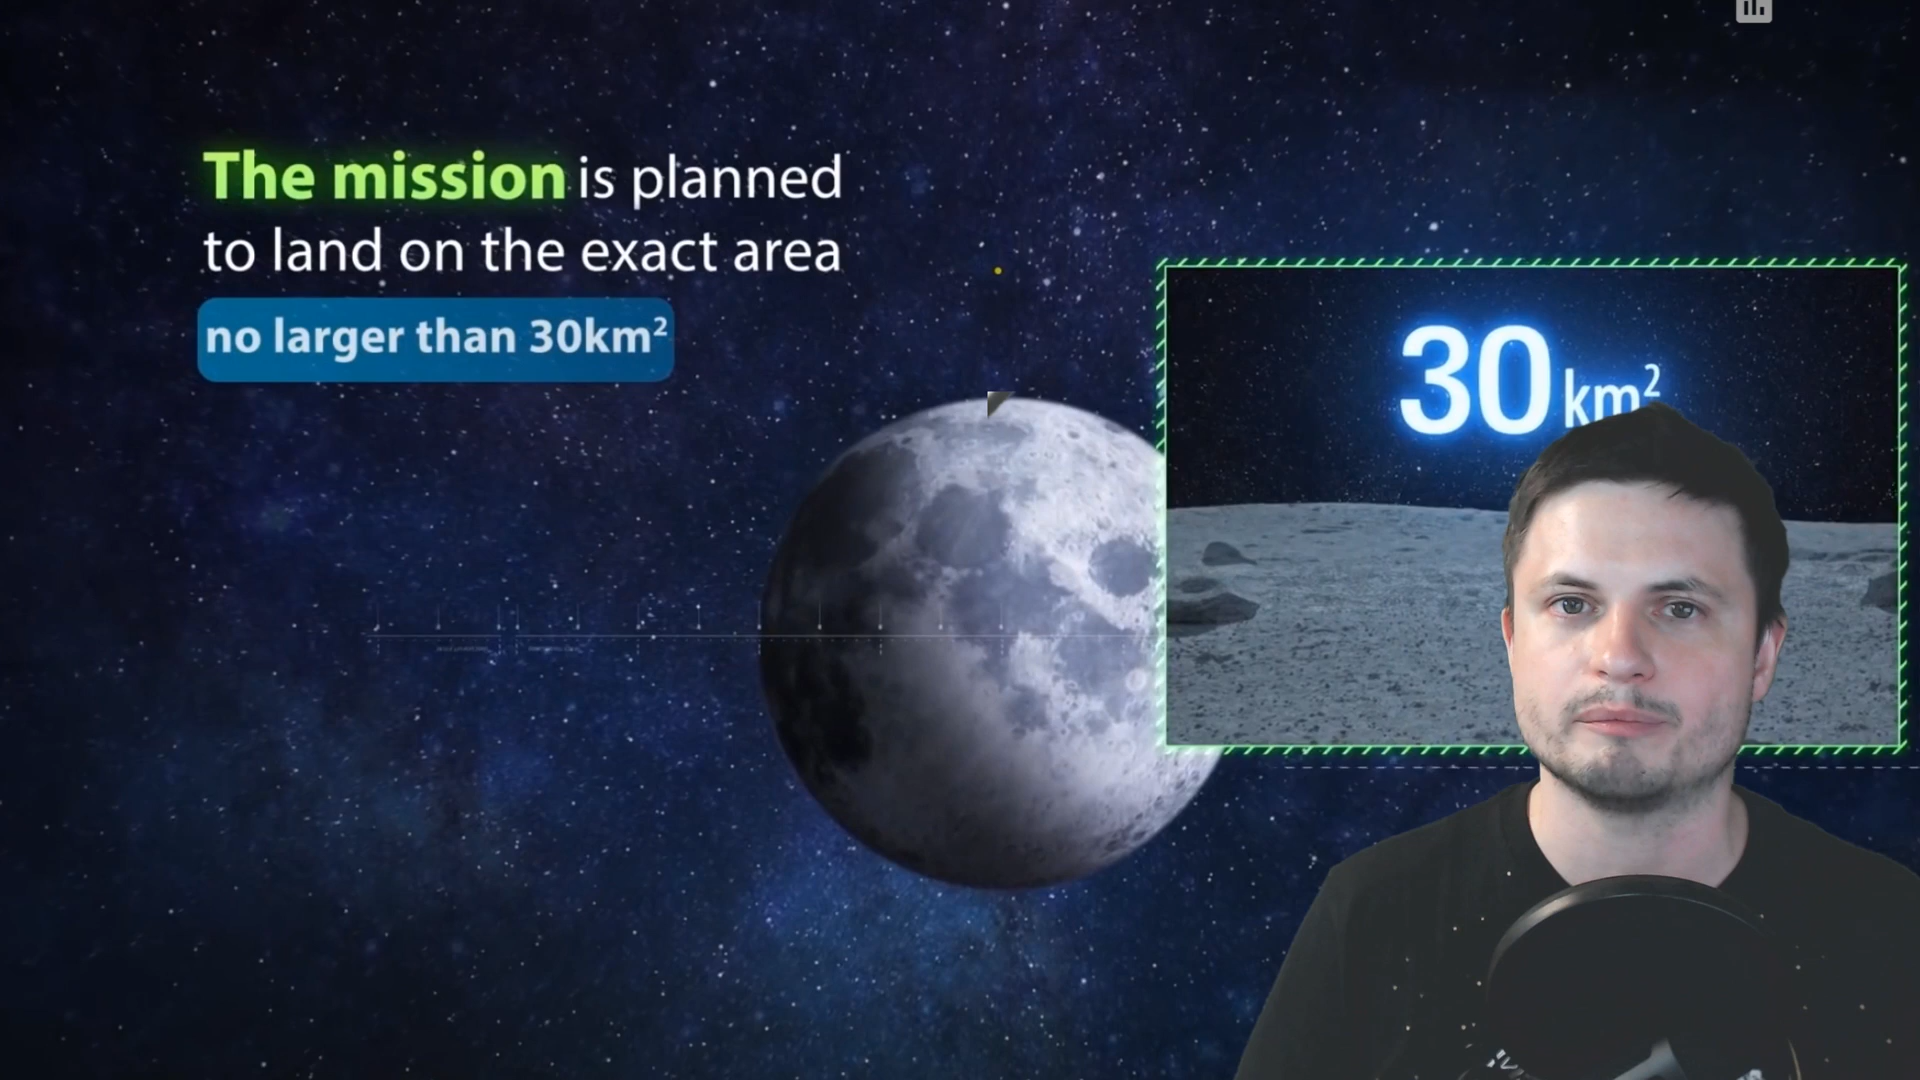 The mission is planned
to land on the exact area
no larger than 30km²
30 km²